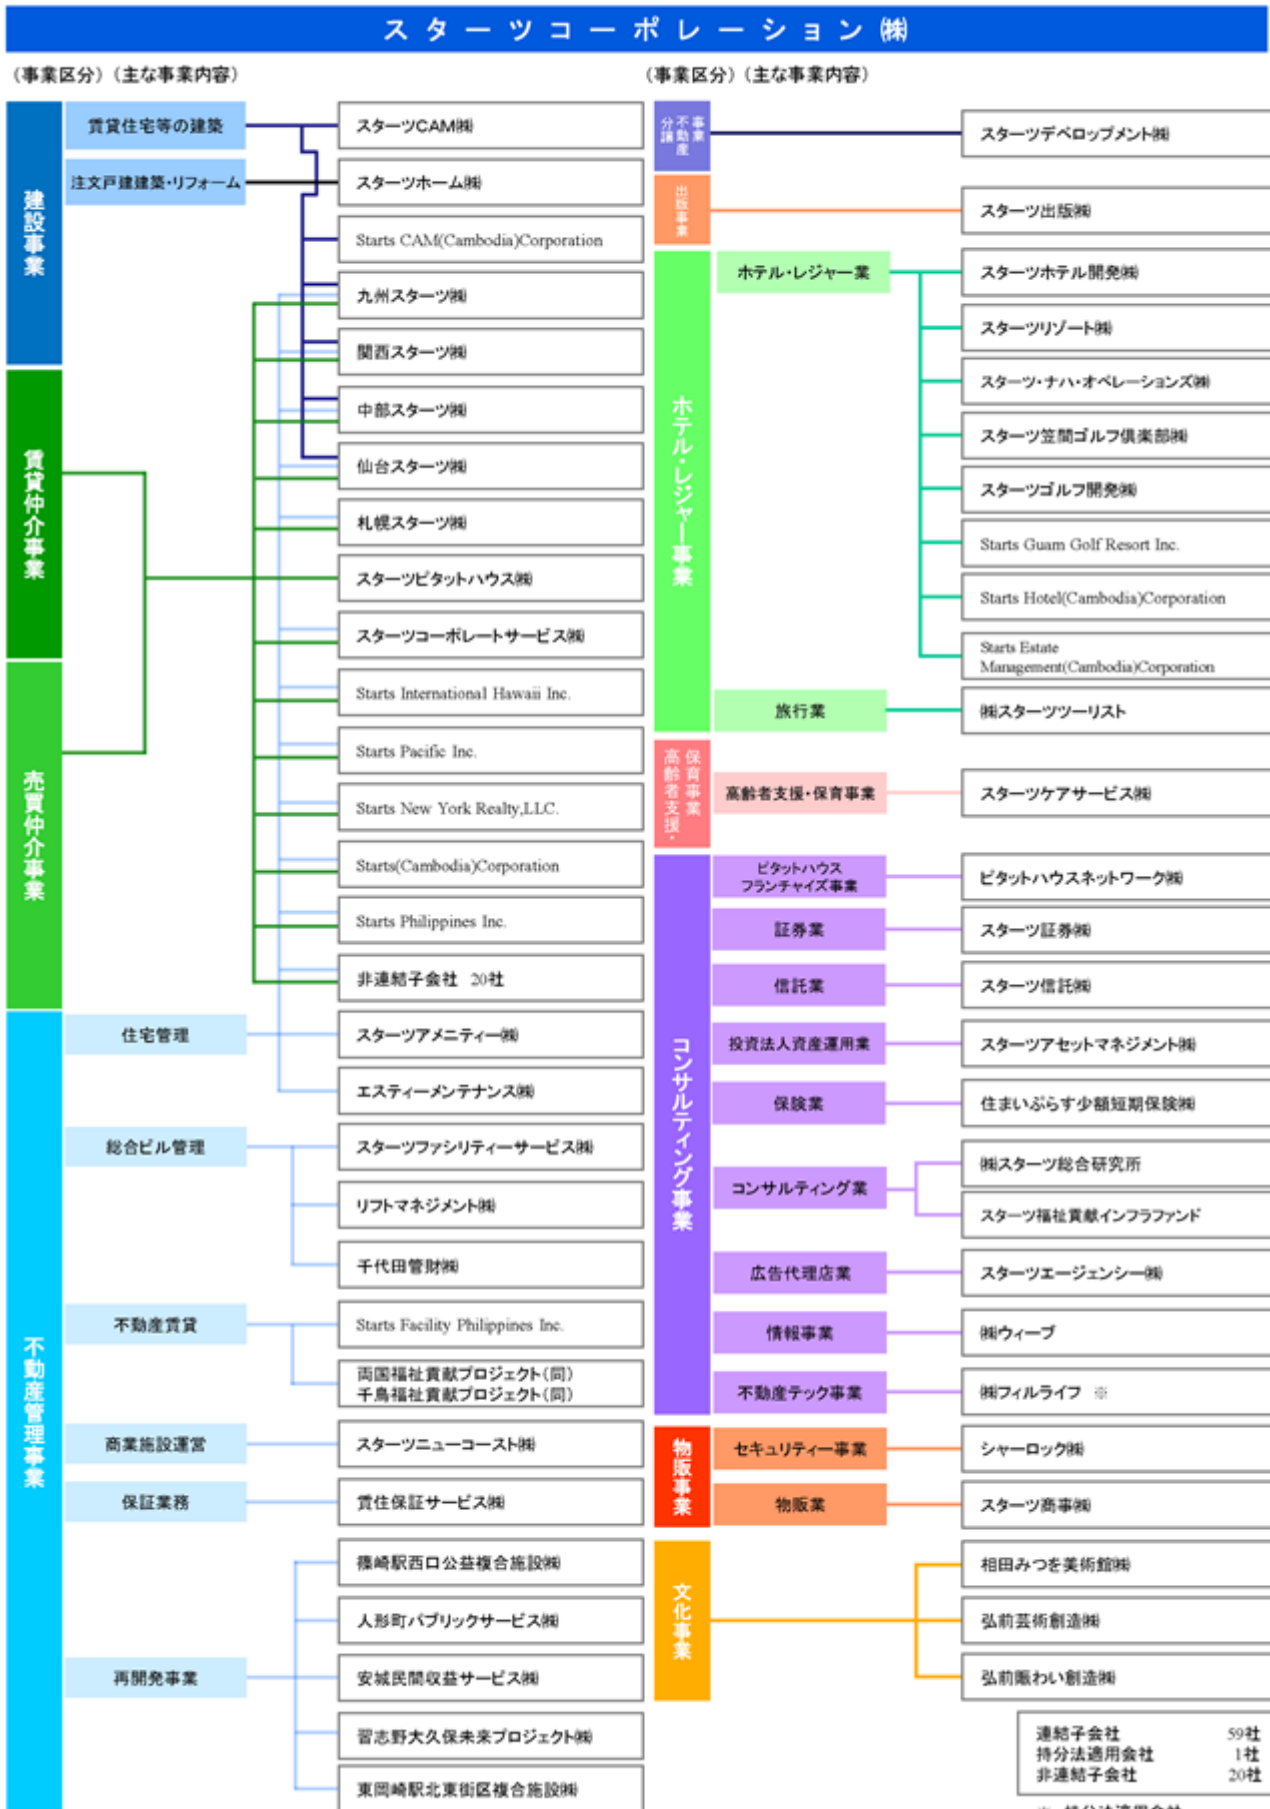 スターツコーポレーション㈱
（事業区分）（主な事業内容）
建設事業
賃貸住宅等の建築
スターツCAM㈱
注文戸建建築・リフォーム
スターツホーム㈱
Starts CAM(Cambodia)Corporation
九州スターツ㈱
関西スターツ㈱
中部スターツ㈱
仙台スターツ㈱
賃貸仲介事業
札幌スターツ㈱
スターツピタットハウス㈱
スターツコーポレートサービス㈱
売買仲介事業
Starts International Hawaii Inc.
Starts Pacific Inc.
Starts New York Realty,LLC.
Starts(Cambodia)Corporation
Starts Philippines Inc.
非連結子会社 20社
不動産管理事業
住宅管理
スターツアメニティー㈱
エスティーメンテナンス㈱
総合ビル管理
スターツファシリティーサービス㈱
リフトマネジメント㈱
千代田管財㈱
不動産賃貸
Starts Facility Philippines Inc.
両国福祉貢献プロジェクト（同）
千鳥福祉貢献プロジェクト（同）
商業施設運営
スターツニューコースト㈱
保証業務
賃住保証サービス㈱
再開発事業
篠崎駅西口公益複合施設㈱
人形町パブリックサービス㈱
安城民間収益サービス㈱
習志野大久保未来プロジェクト㈱
東岡崎駅北東街区複合施設㈱
（事業区分）（主な事業内容）
分譲不動産事業
スターツデベロップメント㈱
出版事業
スターツ出版㈱
ホテル・レジャー事業
ホテル・レジャー業
スターツホテル開発㈱
スターツリゾート㈱
スターツ・ナハ・オペレーションズ㈱
スターツ笠間ゴルフ倶楽部㈱
スターツゴルフ開発㈱
Starts Guam Golf Resort Inc.
Starts Hotel(Cambodia)Corporation
Starts Estate
Management(Cambodia)Corporation
旅行業
㈱スターツツーリスト
高齢者支援・
保育事業
高齢者支援・保育事業
スターツケアサービス㈱
コンサルティング事業
ピタットハウス
フランチャイズ事業
ピタットハウスネットワーク㈱
証券業
スターツ証券㈱
信託業
スターツ信託㈱
投資法人資産運用業
スターツアセットマネジメント㈱
保険業
住まいぷらす少額短期保険㈱
コンサルティング業
㈱スターツ総合研究所
スターツ福祉貢献インフラファンド
広告代理店業
スターツエージェンシー㈱
情報事業
㈱ウィーブ
不動産テック事業
㈱フィルライフ ※
物販事業
セキュリティー事業
シャーロック㈱
物販業
スターツ商事㈱
文化事業
相田みつを美術館㈱
弘前芸術創造㈱
弘前賑わい創造㈱
連結子会社 59社
持分法適用会社 1社
非連結子会社 20社